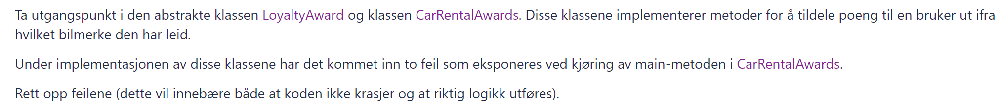 Ta utgangspunkt i den abstrakte klassen LoyaltyAward og klassen CarRentalAwards. Disse klassene implementerer metoder for å tildele poeng til en bruker ut ifra
hvilket bilmerke den har leid.
Under implementasjonen av disse klassene har det kommet inn to feil som eksponeres ved kjøring av main-metoden i CarRentalAwards.
Rett opp feilene (dette vil innebære både at koden ikke krasjer og at riktig logikk utføres).